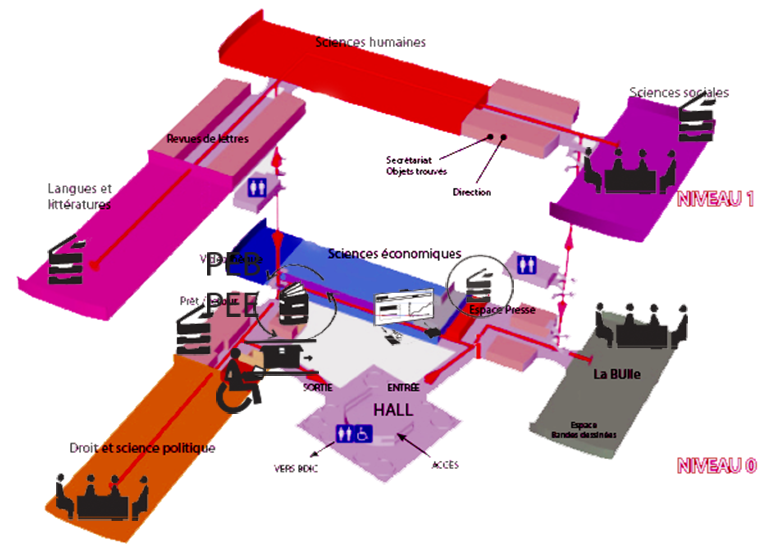 Sciences humaines
Sciences sociales
Revues de lettres
Secrétariat
Objets trouvés
Direction
Langues et
littératures
NIVEAU 1
Sciences économiques
PEB
PEE
Espace Presse
La BUlle
SORTIE
ENTRÉE
HALL
Espace
Bandes dessinées
Droit et science politique
VERS BDIC
ACCÈS
NIVEAU 0